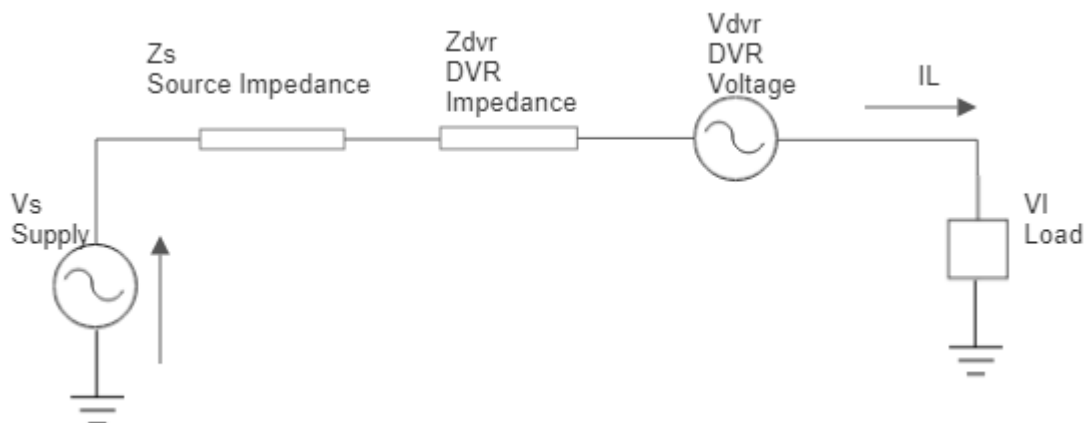 Zs
Source Impedance
Zdvr
DVR
Impedance
Vdvr
DVR
Voltage
IL
Vs
Supply
Vl
Load